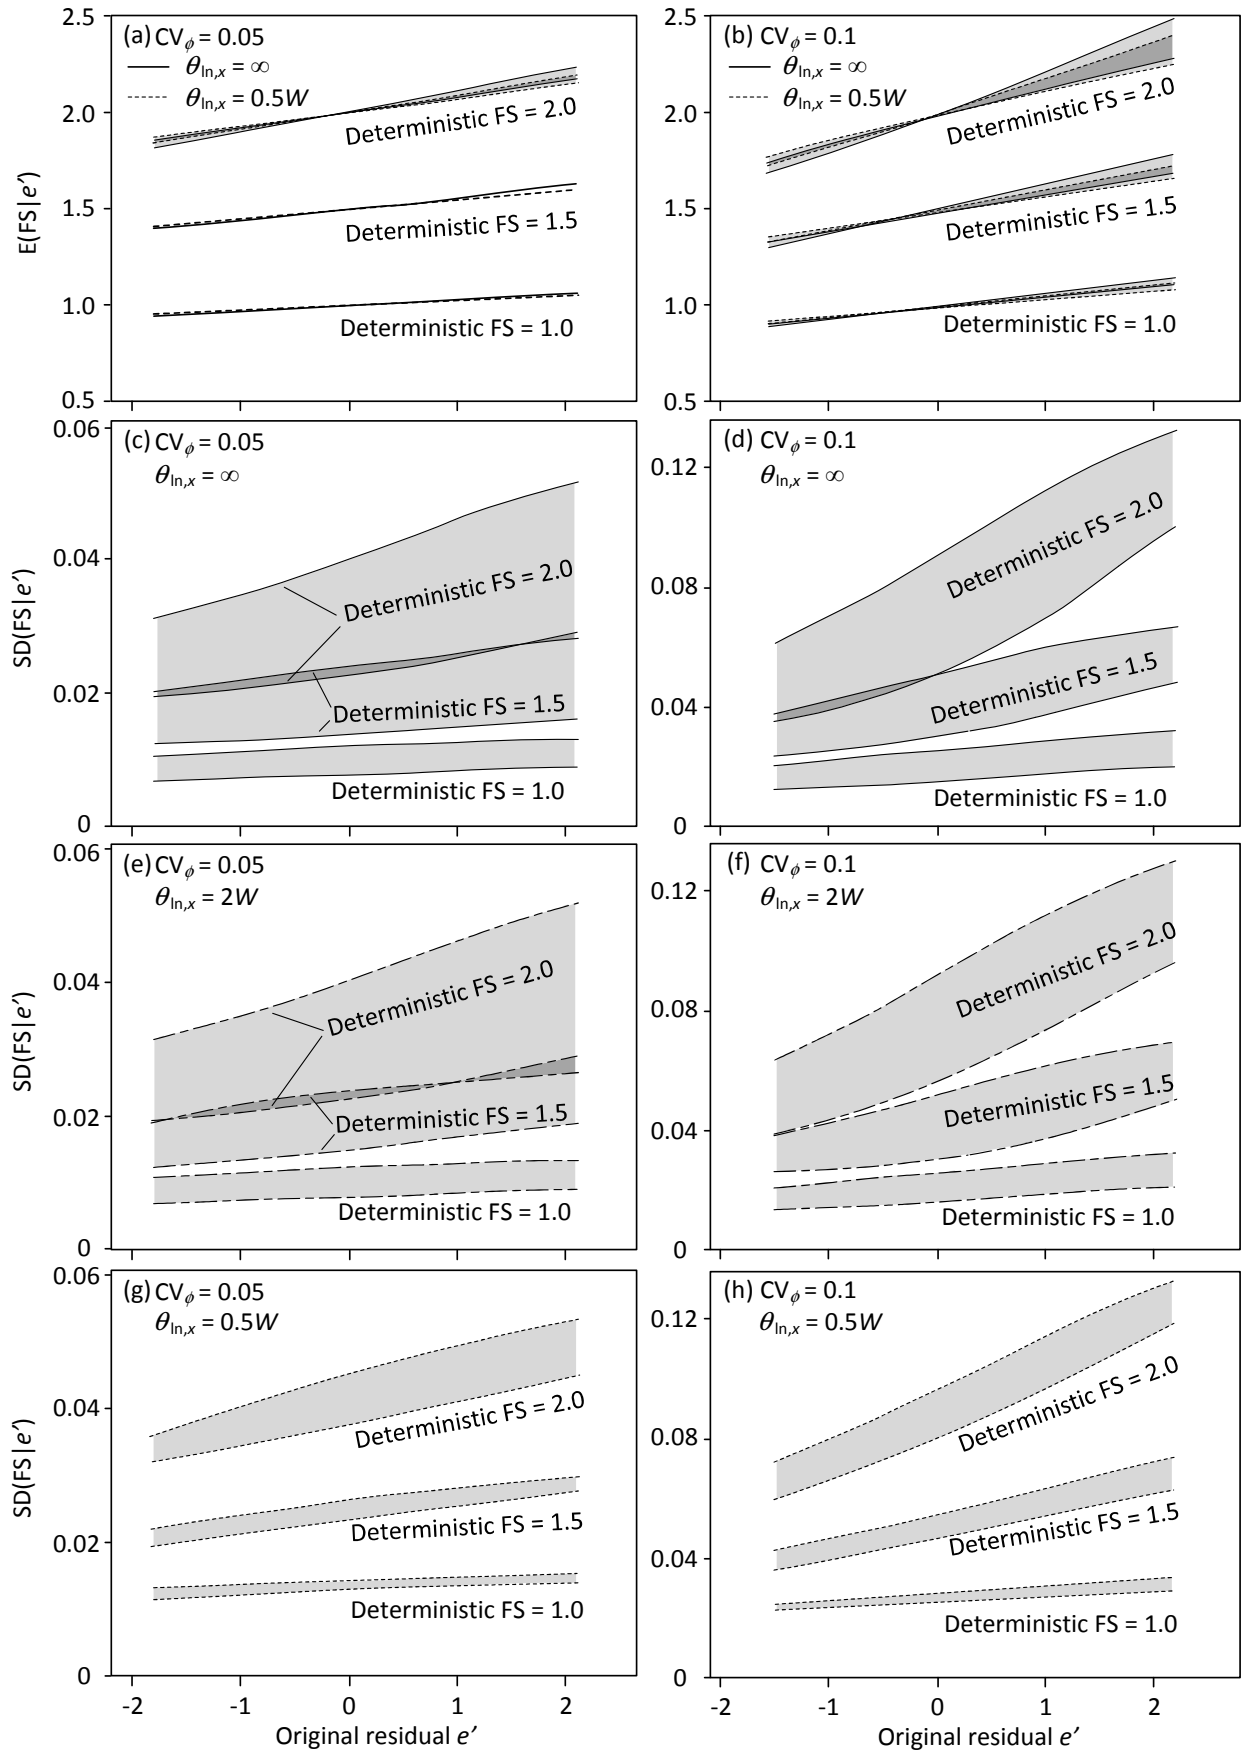 2.5
(a) CVϕ = 0.05
θln,x = ∞
θln,x = 0.5W
2.0
Deterministic FS = 2.0
1.5
Deterministic FS = 1.5
1.0
Deterministic FS = 1.0
0.5
E(FS|e’)
2.5
(b) CVϕ = 0.1
θln,x = ∞
θln,x = 0.5W
2.0
Deterministic FS = 2.0
1.5
Deterministic FS = 1.5
1.0
Deterministic FS = 1.0
0.5
0.06
(c) CVϕ = 0.05
θln,x = ∞
0.04
Deterministic FS = 2.0
0.02
Deterministic FS = 1.5
Deterministic FS = 1.0
0
SD(FS|e’)
(d) CVϕ = 0.1
0.12
θln,x = ∞
Deterministic FS = 2.0
0.08
Deterministic FS = 1.5
0.04
Deterministic FS = 1.0
0
0.06
(e) CVϕ = 0.05
θln,x = 2W
0.04
Deterministic FS = 2.0
0.02
Deterministic FS = 1.5
Deterministic FS = 1.0
0
SD(FS|e’)
(f) CVϕ = 0.1
0.12
θln,x = 2W
Deterministic FS = 2.0
0.08
Deterministic FS = 1.5
0.04
Deterministic FS = 1.0
0
0.06
(g) CVϕ = 0.05
θln,x = 0.5W
0.04
Deterministic FS = 2.0
0.02
Deterministic FS = 1.5
Deterministic FS = 1.0
0
SD(FS|e’)
-2 -1 0 1 2
Original residual e’
(h) CVϕ = 0.1
0.12
θln,x = 0.5W
Deterministic FS = 2.0
0.08
Deterministic FS = 1.5
0.04
Deterministic FS = 1.0
0
-2 -1 0 1 2
Original residual e’